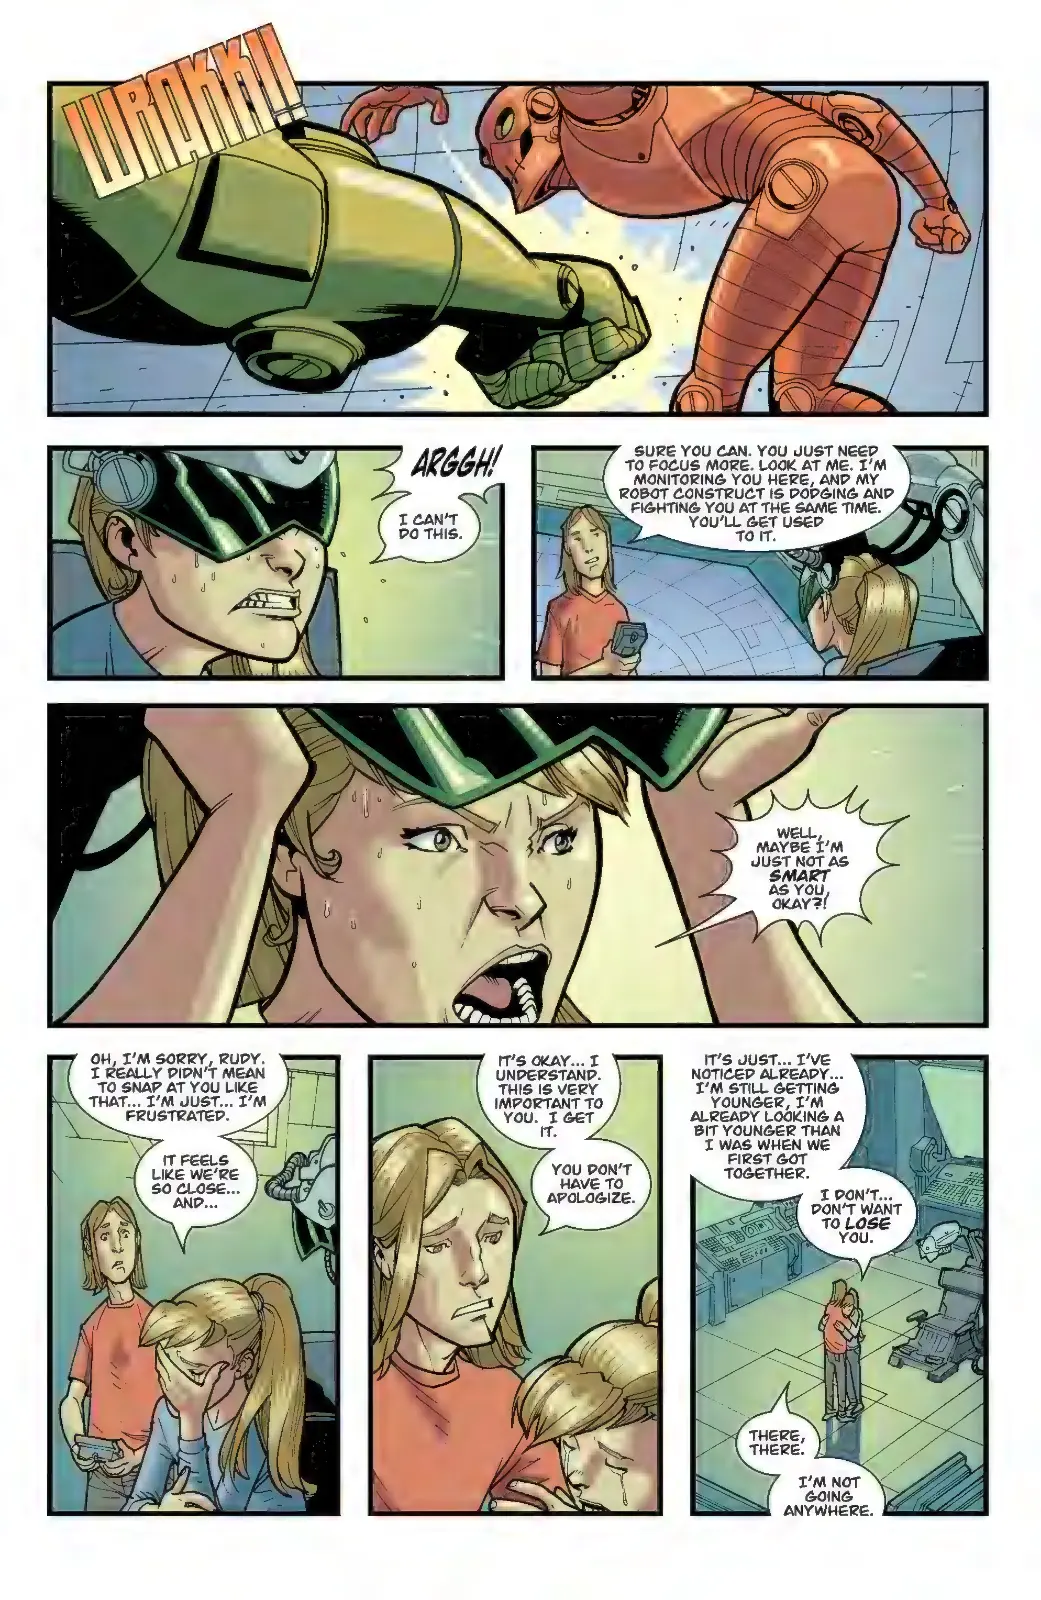 WRAKKK!!
ARGGH!
I CAN'T
DO THIS.
SURE YOU CAN. YOU JUST NEED
TO FOCUS MORE. LOOK AT ME. I'M
MONITORING YOU HERE, AND MY
ROBOT CONSTRUCT IS DODGING AND
FIGHTING YOU AT THE SAME TIME.
YOU'LL GET USED
TO IT.
WELL,
MAYBE I'M
JUST NOT AS
SMART
AS YOU,
OKAY?!
OH, I'M SORRY, RUDY.
I REALLY DIDN'T MEAN
TO SNAP AT YOU LIKE
THAT... I'M JUST... I'M
FRUSTRATED.
IT FEELS
LIKE WE'RE
SO CLOSE...
AND...
IT'S OKAY... I
UNDERSTAND.
THIS IS VERY
IMPORTANT TO
YOU. I GET
IT.
YOU DON'T
HAVE TO
APOLOGIZE.
IT'S JUST... I'VE
NOTICED ALREADY...
I'M STILL GETTING
YOUNGER, I'M
ALREADY LOOKING A
BIT YOUNGER THAN
I WAS WHEN WE
FIRST GOT
TOGETHER.
I DON'T...
DON'T WANT
TO LOSE
YOU.
THERE,
THERE.
I'M NOT
GOING
ANYWHERE.